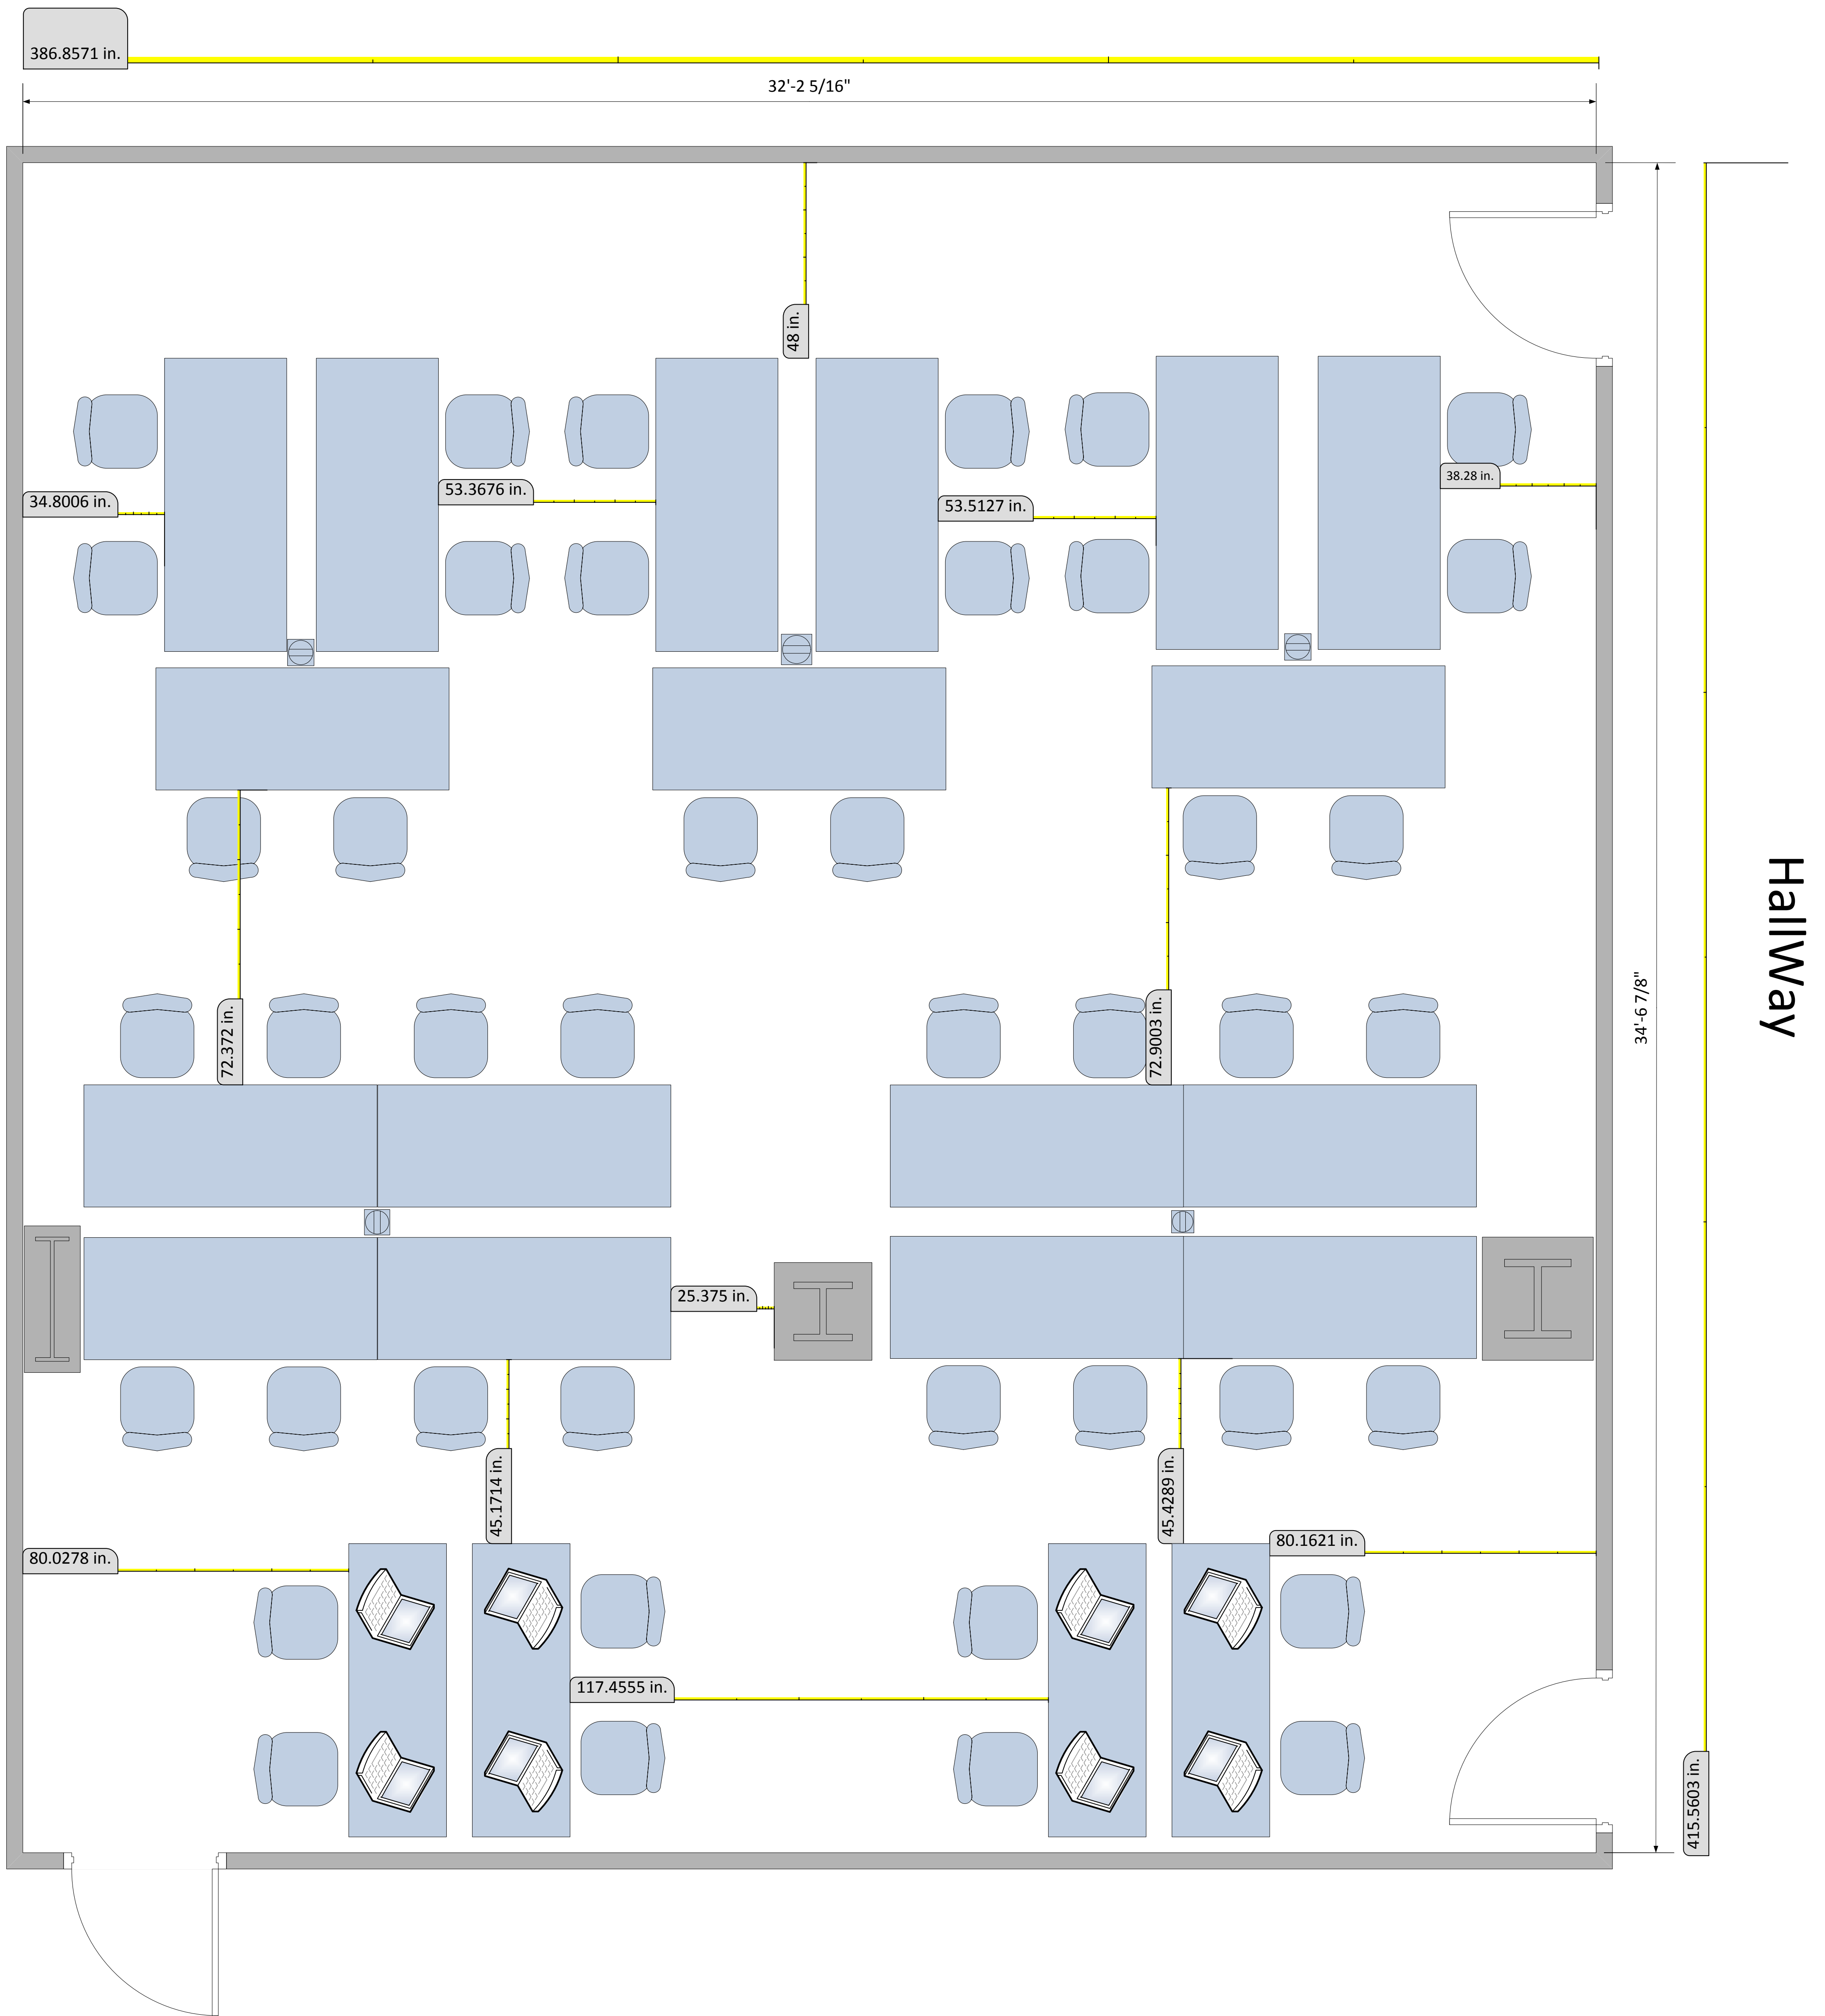 386.8571 in.
32'-2 5/16"
48 in.
34.8006 in.
53.3676 in.
53.5127 in.
38.28 in.
HallWay
34'-6 7/8"
72.372 in.
72.9003 in.
25.375 in.
45.1714 in.
45.4289 in.
80.0278 in.
80.1621 in.
117.4555 in.
415.5603 in.